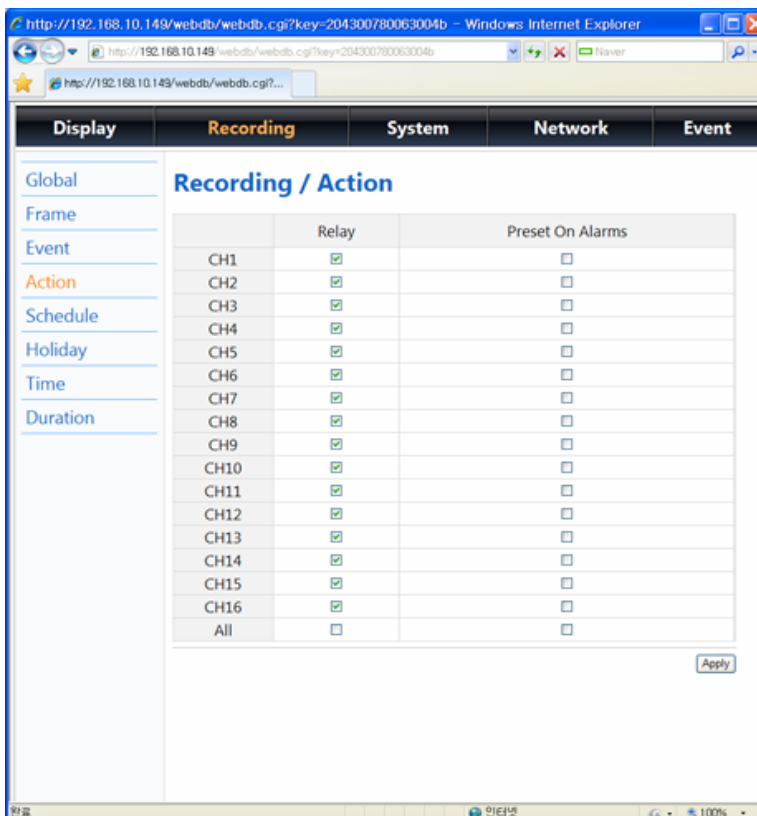 http://192.168.10.149/webdb/webdb.cgi?key=204300780063004b - Windows Internet Explorer
http://192.168.10.149/webdb/webdb.cgi?key=204300780063004b
Naver
http://192.168.10.149/webdb/webdb.cgi?...
Display Recording System Network Event
Global
Frame
Event
Action
Schedule
Holiday
Time
Duration
Recording / Action
Relay Preset On Alarms
CH1
CH2
CH3
CH4
CH5
CH6
CH7
CH8
CH9
CH10
CH11
CH12
CH13
CH14
CH15
CH16
All
Apply
완료 인터넷 100%